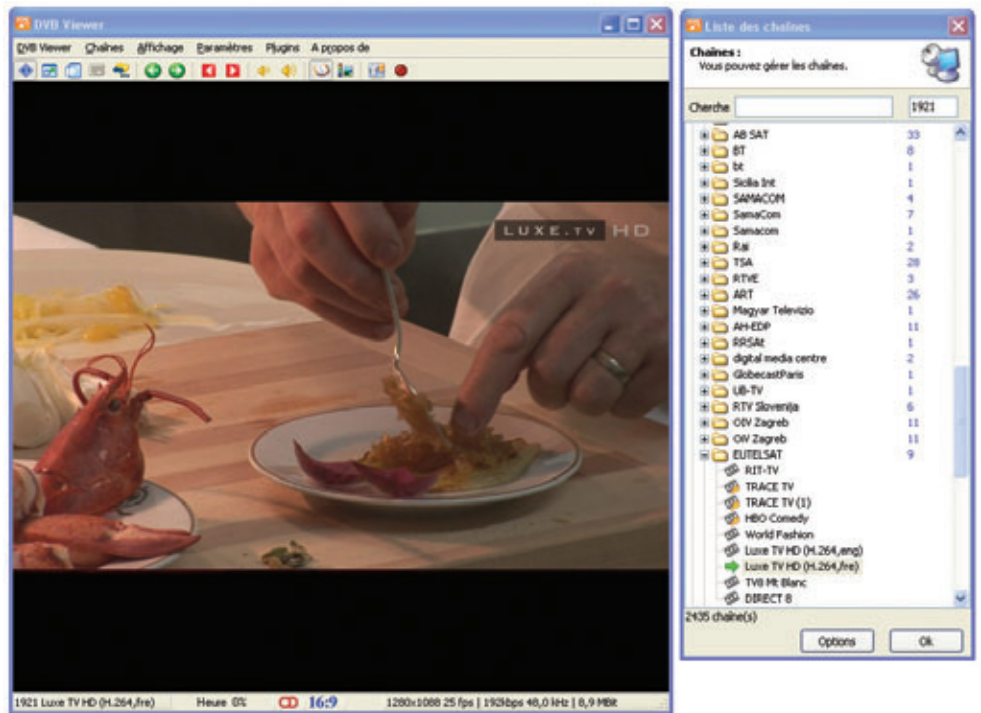 DVB Viewer
DVB Viewer Chaînes Affichage Paramètres Plugins A propos de
LUXE.TV HD
1921 Luxe TV HD (H.264,fre) Heure 0% 16:9 1280x1088 25 fps | 192kbps 48,0 kHz | 8,9 MBit
Liste des chaînes
Chaînes :
Vous pouvez gérer les chaînes.
Cherche 1921
AB SAT 33
BT 8
bt 1
Sicilia Int 1
SAMACOM 4
SamaCom 7
Samacom 1
Rai 2
TSA 28
RTVE 3
ART 26
Magyar Televizio 1
AH-EDP 11
RRSAt 1
digital media centre 2
GlobecastParis 1
UB-TV 1
RTV Slovenija 6
OIV Zagreb 11
OiV Zagreb 11
EUTELSAT 9
RIT-TV
TRACE TV
TRACE TV (1)
HBO Comedy
World Fashion
Luxe TV HD (H.264,eng)
Luxe TV HD (H.264,fre)
TV8 Mt Blanc
DIRECT 8
2435 chaîne(s)
Options Ok